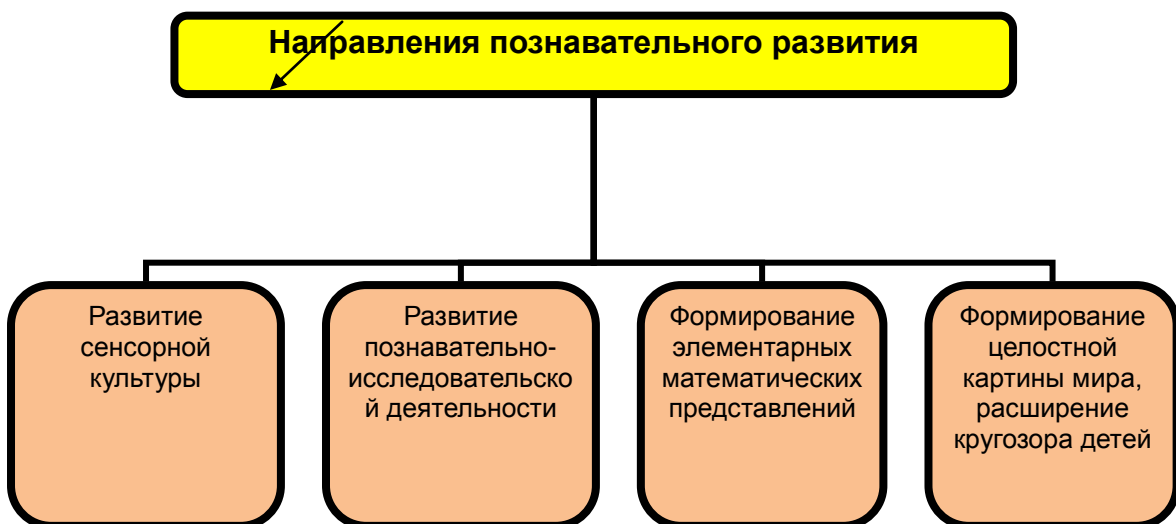 Направления познавательного развития
Развитие
сенсорной
культуры
Развитие
познавательно-
исследовательско
й деятельности
Формирование
элементарных
математических
представлений
Формирование
целостной
картины мира,
расширение
кругозора детей